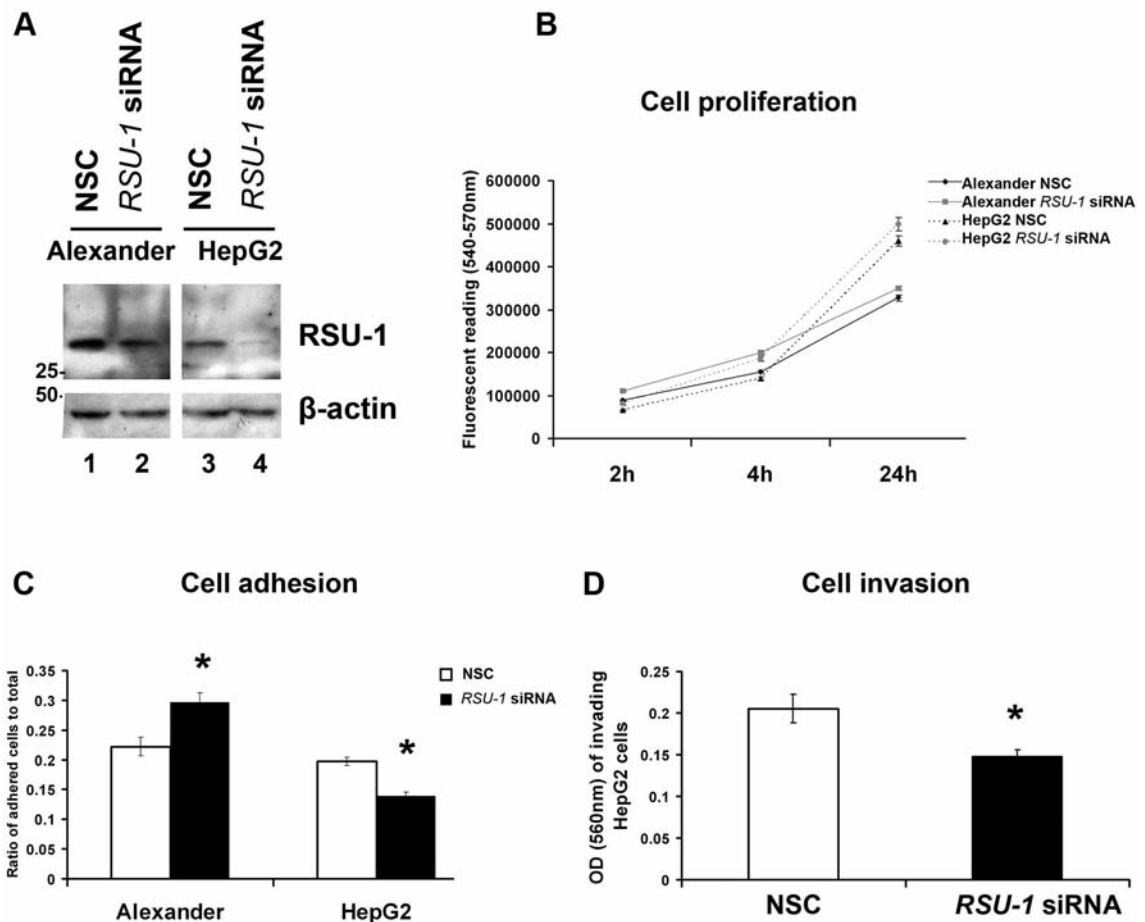 A
NSC
RSU-1 siRNA
NSC
RSU-1 siRNA
Alexander
HepG2
RSU-1
25-
50-
β-actin
1 2 3 4
B
Cell proliferation
Fluorescent reading (540-570nm)
600000
500000
400000
300000
200000
100000
0
2h 4h 24h
Alexander NSC
Alexander RSU-1 siRNA
HepG2 NSC
HepG2 RSU-1 siRNA
C
Cell adhesion
Ratio of adhered cells to total
0.35
0.3
0.25
0.2
0.15
0.1
0.05
0
*
*
NSC
RSU-1 siRNA
Alexander HepG2
D
Cell invasion
OD (560nm) of invading
HepG2 cells
0.25
0.2
0.15
0.1
0.05
0
*
NSC RSU-1 siRNA